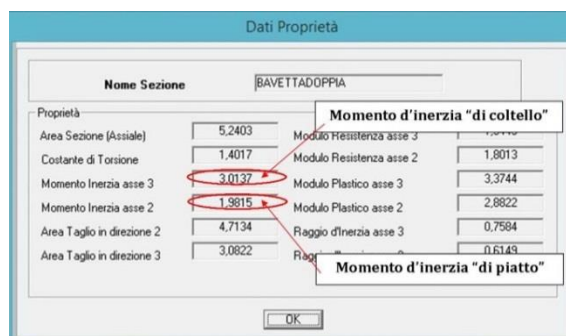 Dati Proprietà
Nome Sezione BAVETTADOPPIA
Proprietà
Momento d'inerzia "di coltello"
Area Sezione (Assiale) 5,2403 Modulo Resistenza asse 3
Costante di Torsione 1,4017 Modulo Resistenza asse 2 1,8013
Momento Inerzia asse 3 3,0137 Modulo Plastico asse 3 3,3744
Momento Inerzia asse 2 1,9815 Modulo Plastico asse 2 2,8822
Area Taglio in direzione 2 4,7134 Raggio d'Inerzia asse 3 0,7584
Area Taglio in direzione 3 3,0822 0,6149
Momento d'inerzia "di piatto"
OK